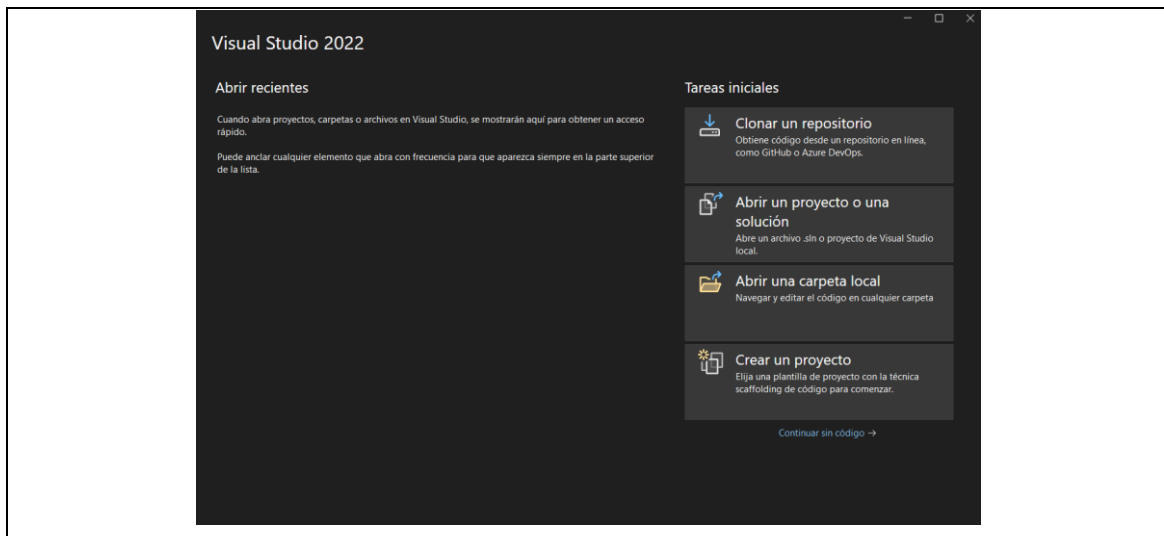 Visual Studio 2022
Abrir recientes
Cuando abra proyectos, carpetas o archivos en Visual Studio, se mostrarán aquí para obtener un acceso
rápido.
Puede anclar cualquier elemento que abra con frecuencia para que aparezca siempre en la parte superior
de la lista.
Tareas iniciales
Clonar un repositorio
Obtiene código desde un repositorio en línea,
como GitHub o Azure DevOps.
Abrir un proyecto o una
solución
Abre un archivo .sln o proyecto de Visual Studio
local.
Abrir una carpeta local
Navegar y editar el código en cualquier carpeta
Crear un proyecto
Elija una plantilla de proyecto con la técnica
scaffolding de código para comenzar.
Continuar sin código →